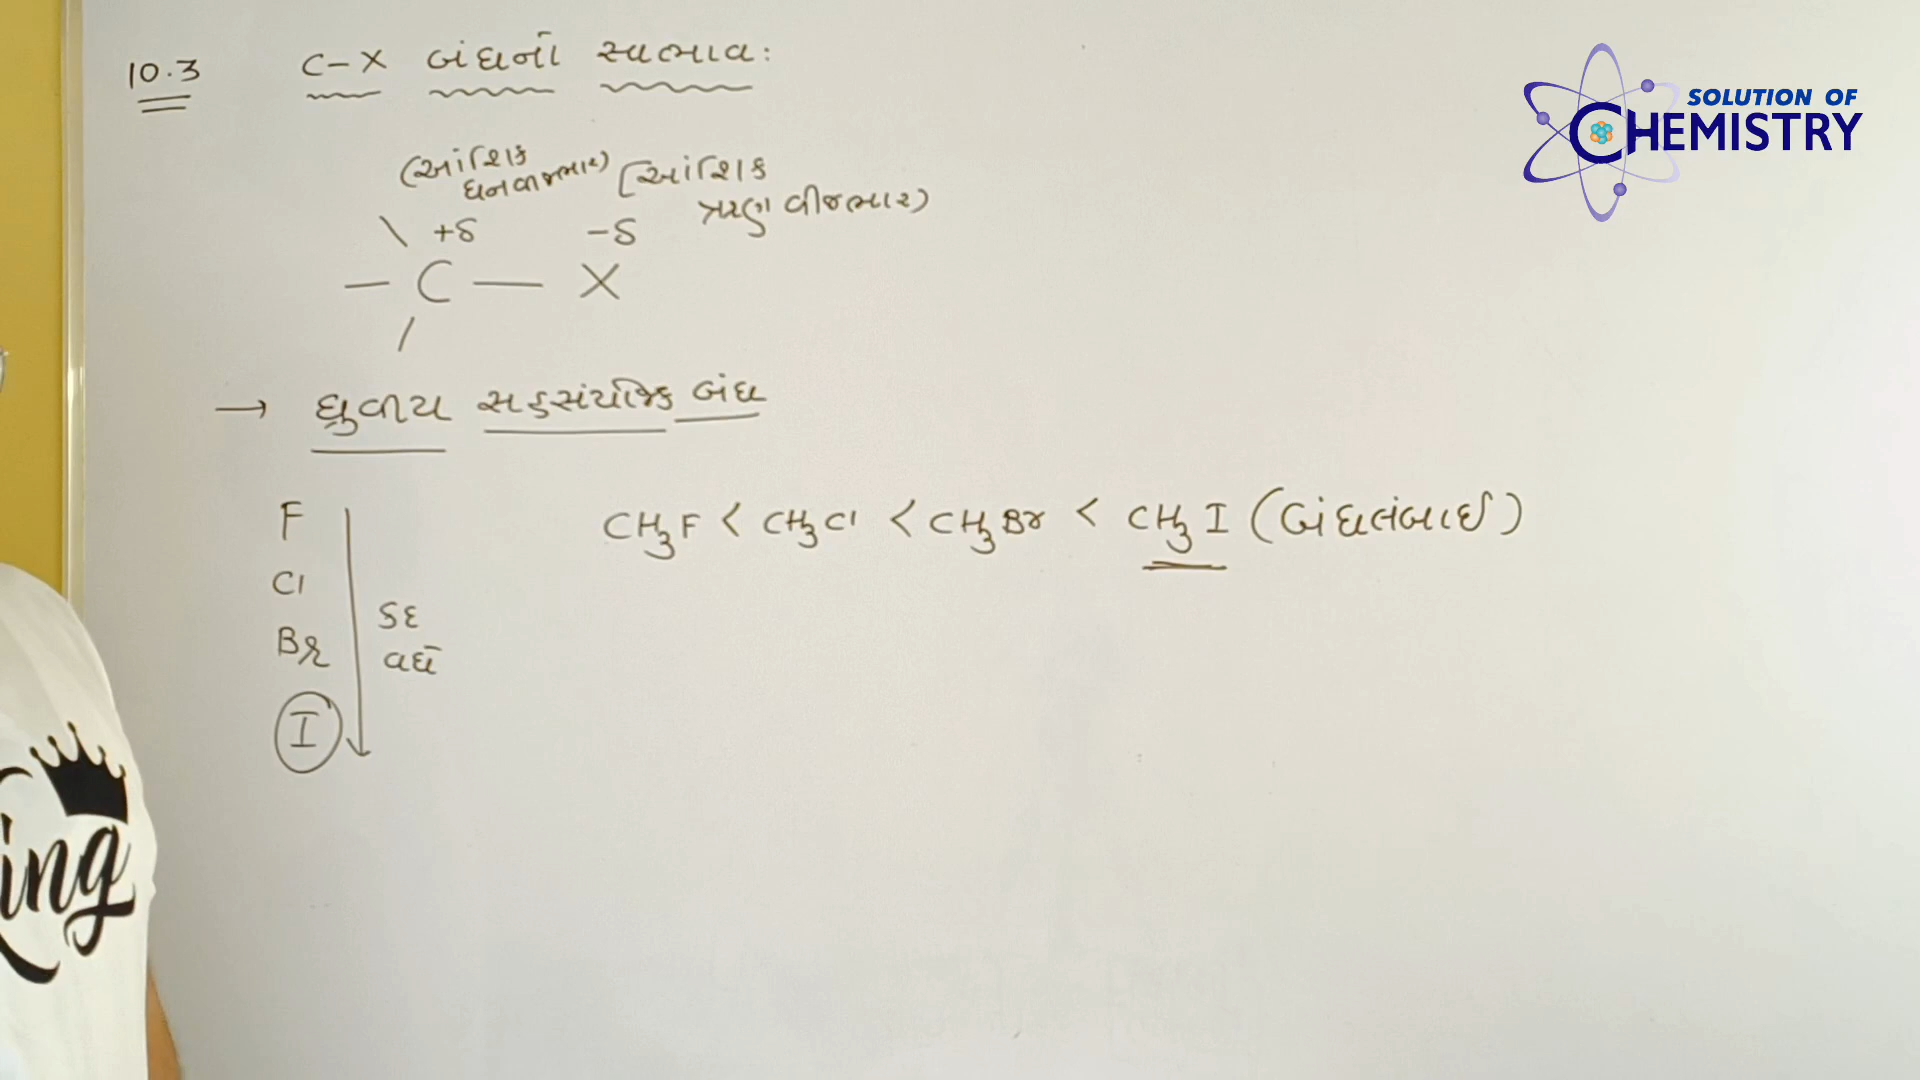 10.3 C-X બંધનો સ્વભાવ:
(આંશિક ધનવીજભાર) (આંશિક ઋણ વીજભાર)
+δ -δ
C — X
→ ધ્રુવીય સહસંયોજક બંધ
F
Cl
Br
I
કદ
વધે
CH₃F < CH₃Cl < CH₃Br < CH₃I (બંધલંબાઈ)
SOLUTION OF
CHEMISTRY
ing